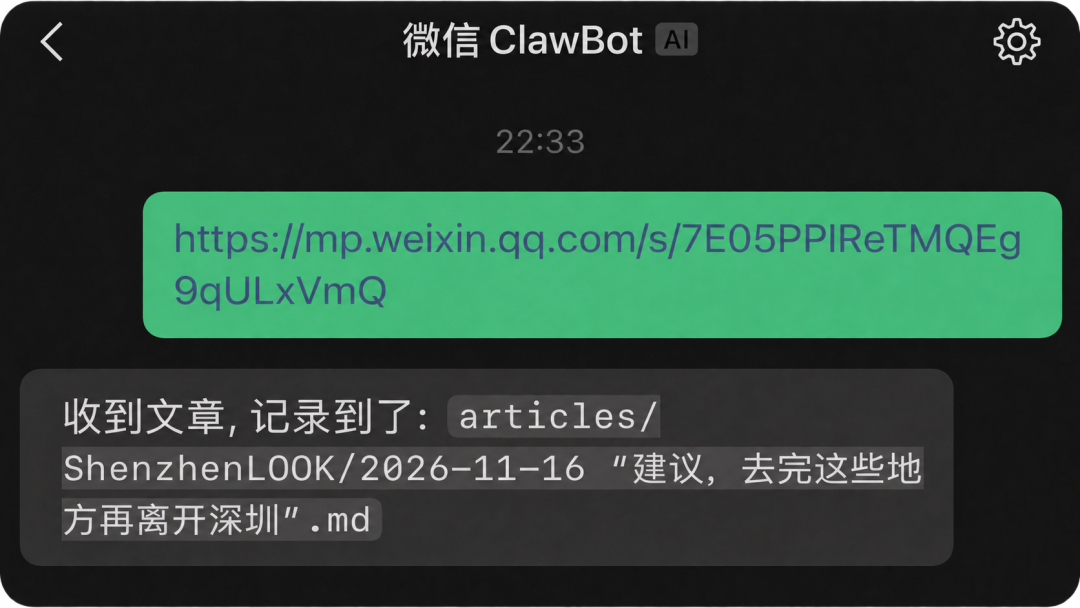 微信 ClawBot AI
22:33
https://mp.weixin.qq.com/s/7E05PPIReTMQEg
9qULxVmQ
收到文章, 记录到了: articles/
ShenzhenLOOK/2026-11-16 “建议，去完这些地
方再离开深圳”.md